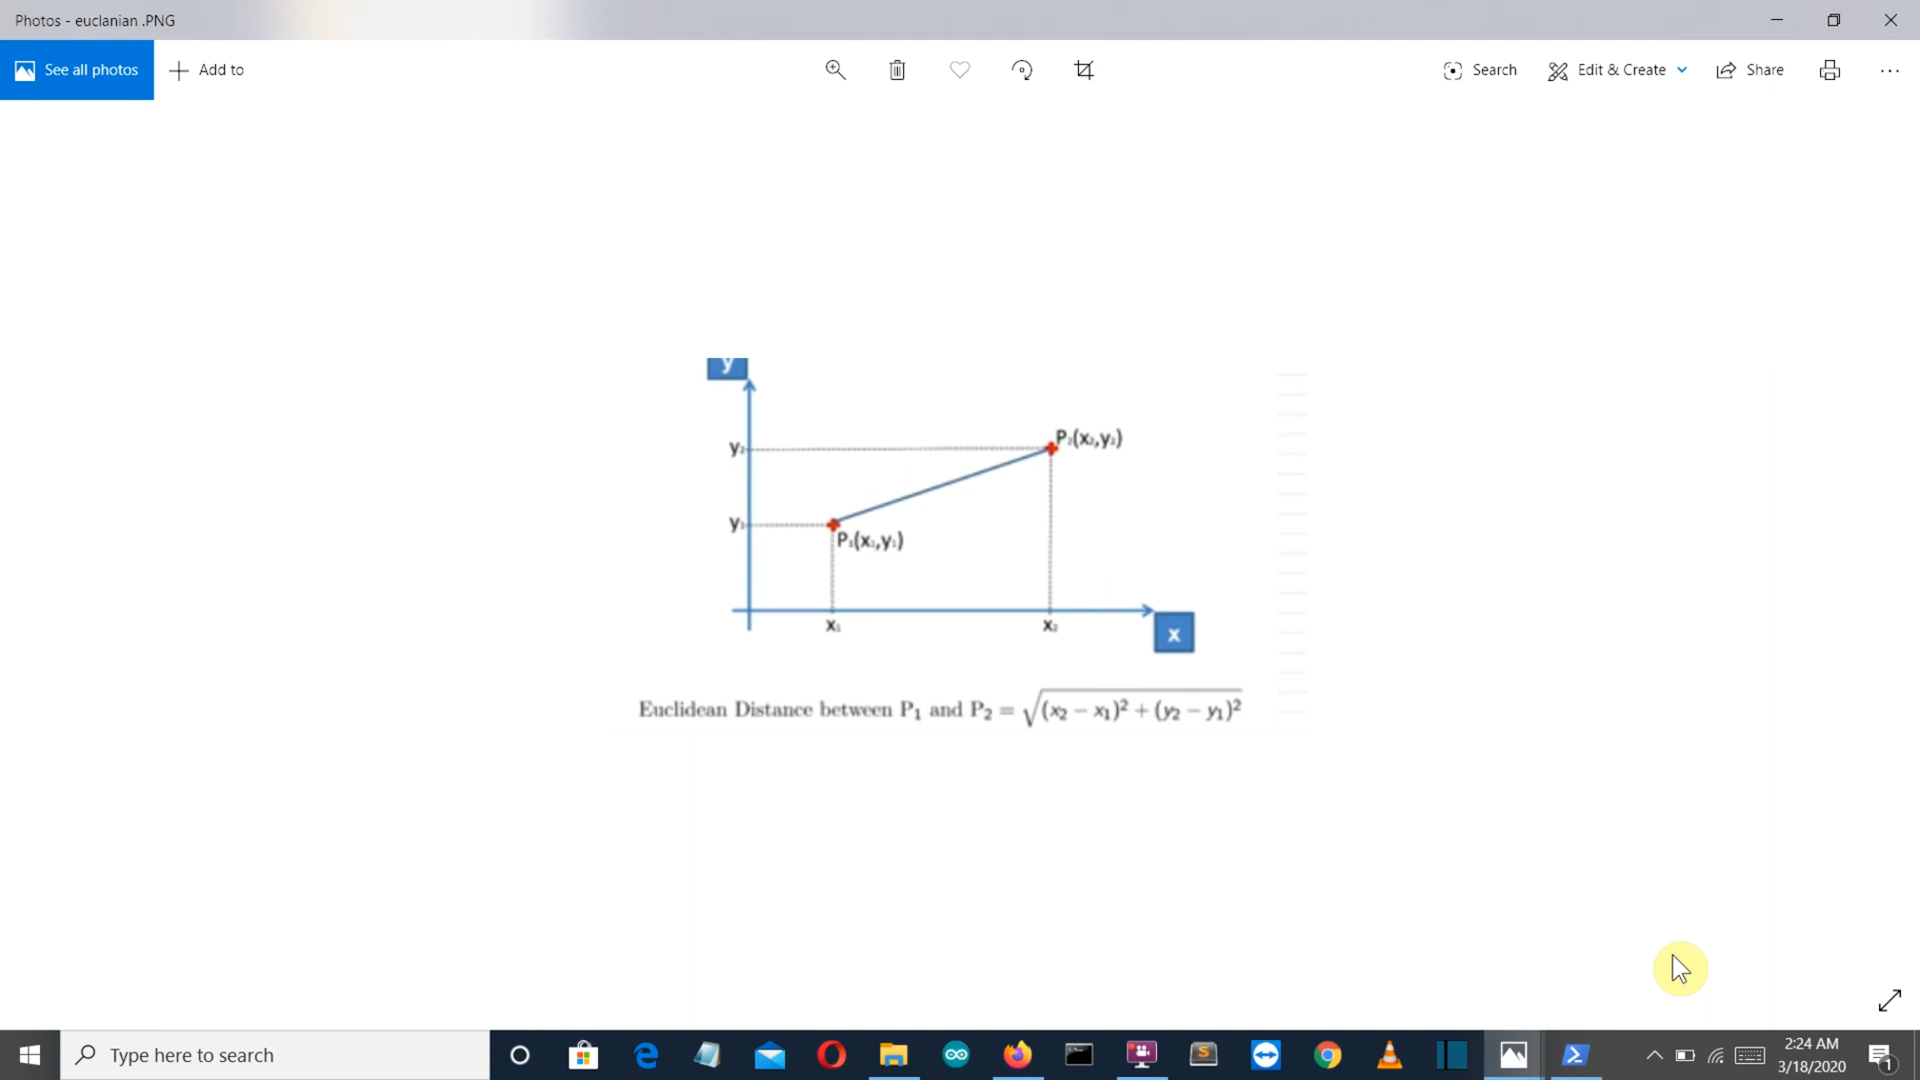 Photos - euclanian .PNG
See all photos
Add to
Search
Edit & Create
Share
y
y₂
P₂(x₂,y₂)
y₁
P₁(x₁,y₁)
x₁
x₂
x
Euclidean Distance between P₁ and P₂ = √(x₂ − x₁)² + (y₂ − y₁)²
Type here to search
2:24 AM
3/18/2020
1